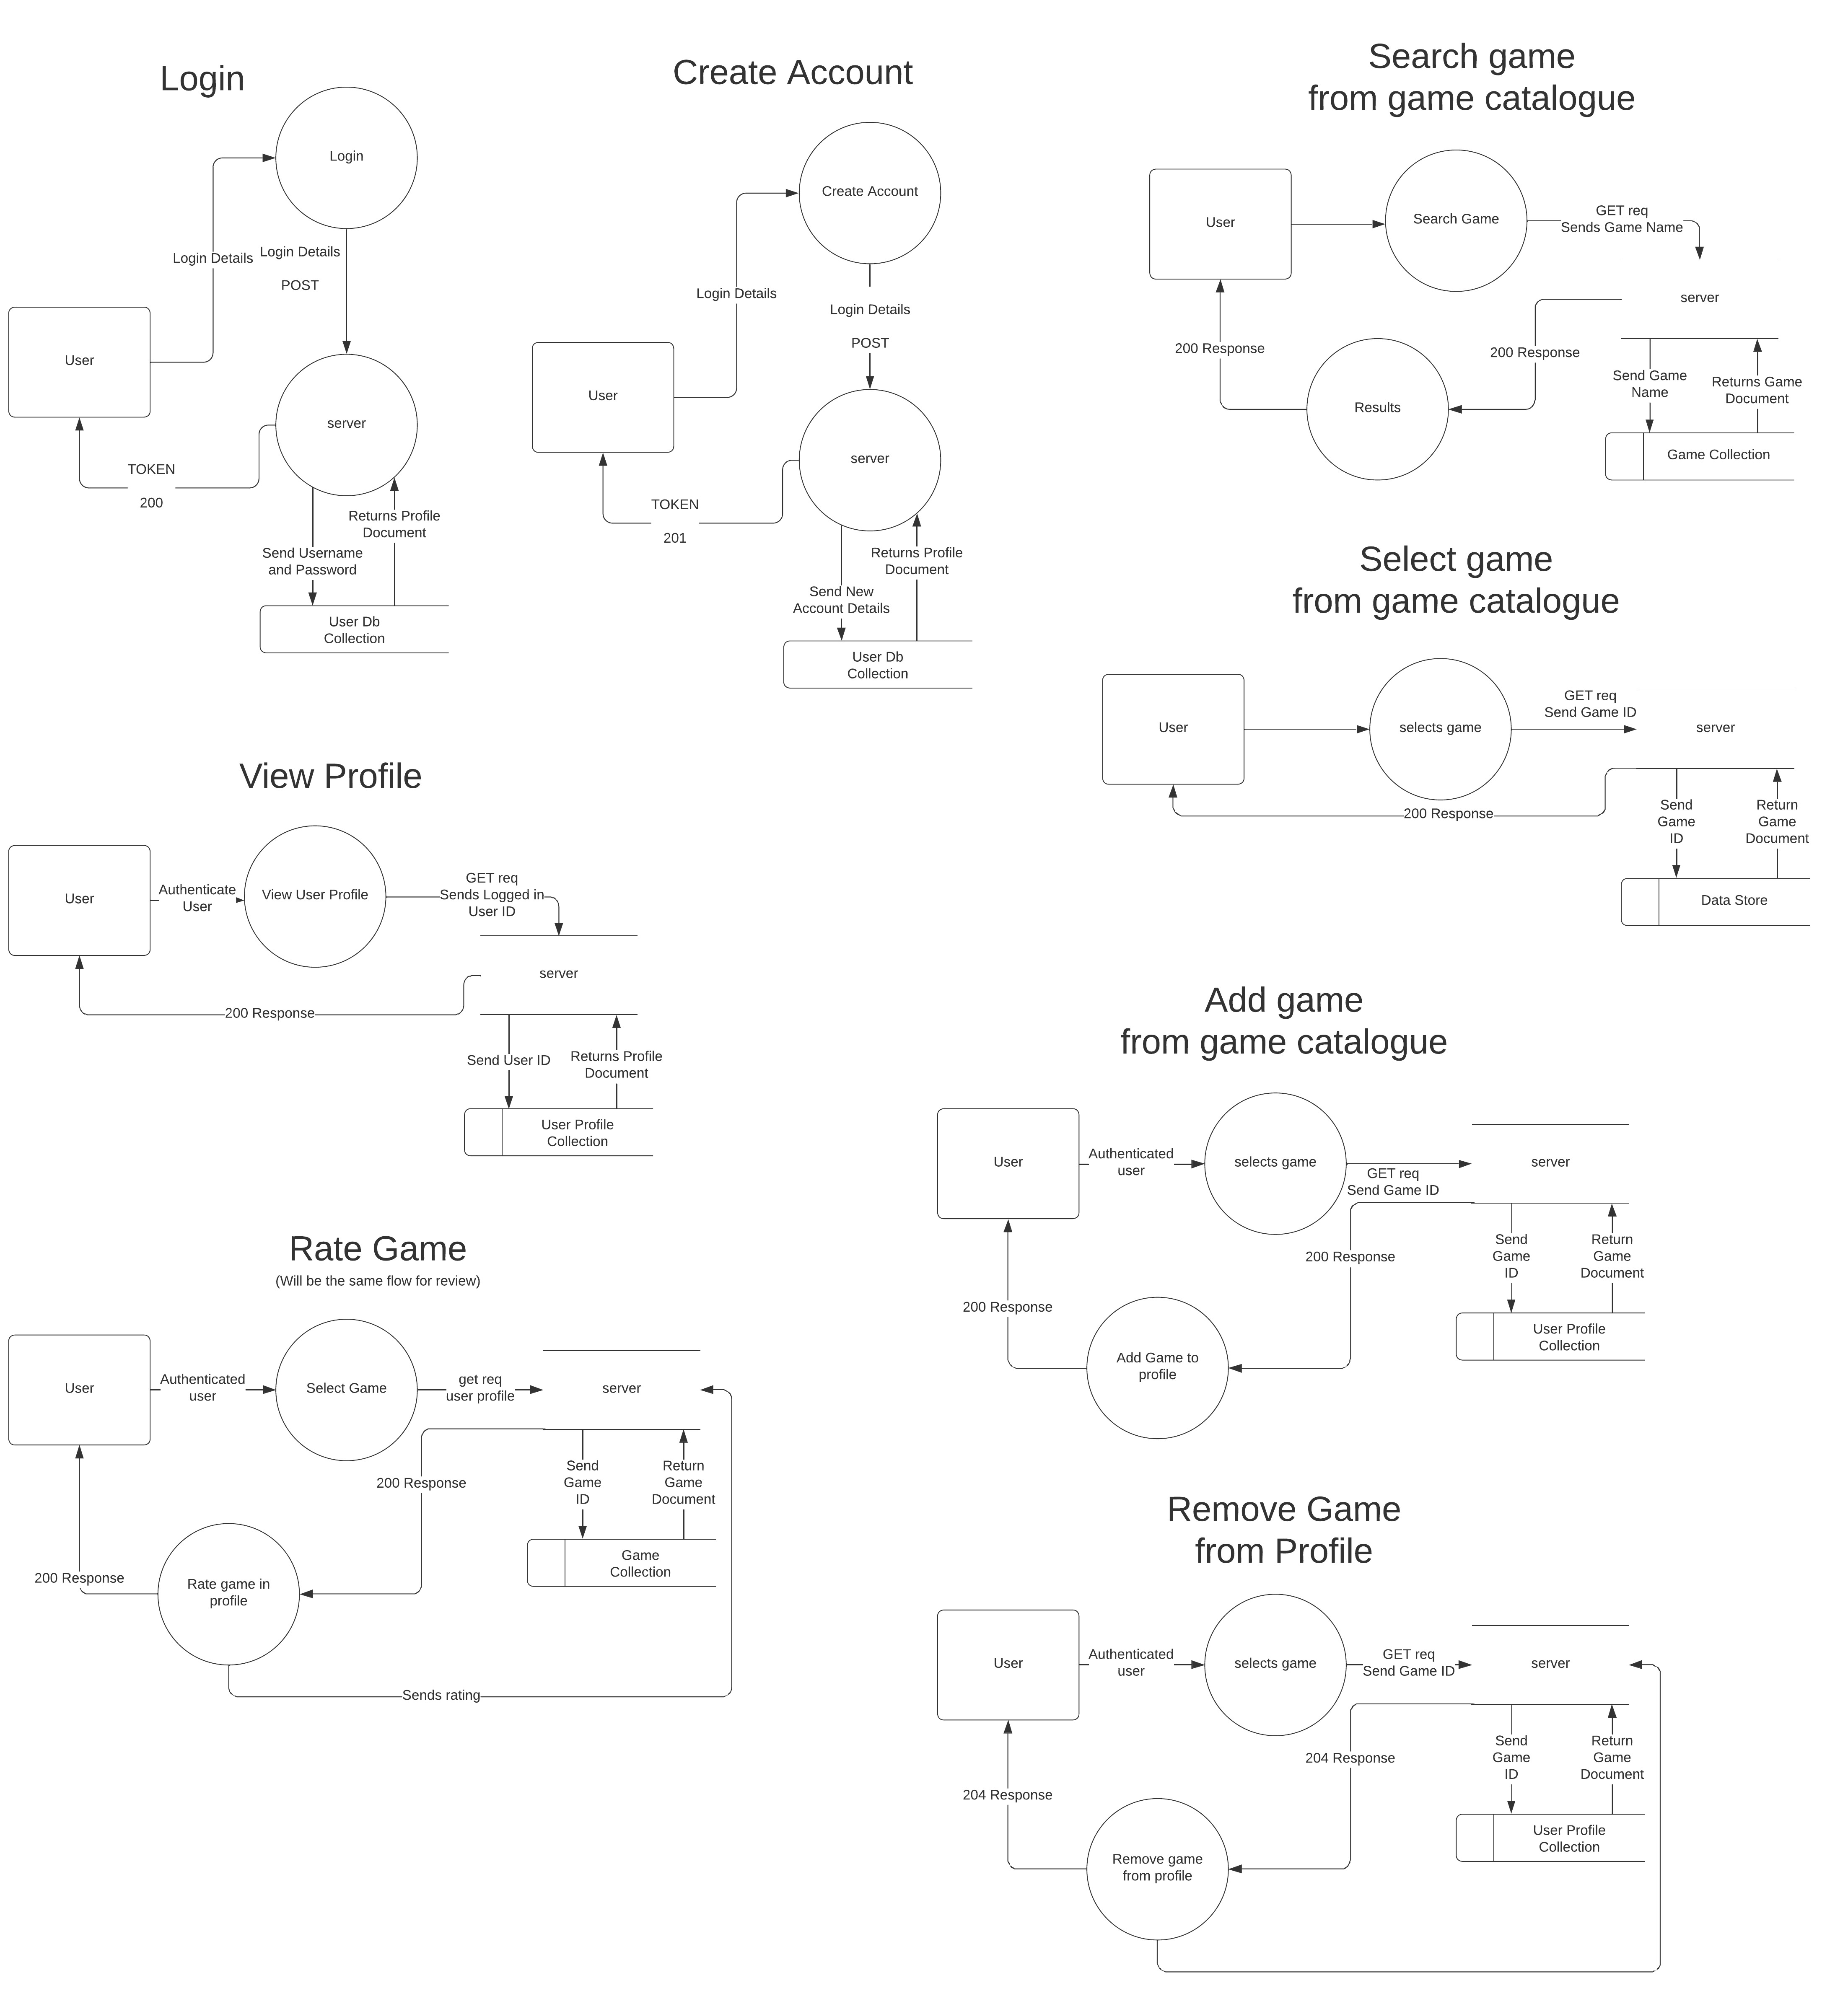 Login
Login
Login Details
Login Details
POST
User
server
TOKEN
200
Returns Profile
Document
Send Username
and Password
User Db
Collection
Create Account
Create Account
Login Details
Login Details
POST
User
server
TOKEN
201
Returns Profile
Document
Send New
Account Details
User Db
Collection
Search game
from game catalogue
User
Search Game
GET req
Sends Game Name
server
200 Response
200 Response
Send Game
Name
Returns Game
Document
Results
Game Collection
Select game
from game catalogue
User
selects game
GET req
Send Game ID
server
200 Response
Send
Game
ID
Return
Game
Document
Data Store
View Profile
User
Authenticate
User
View User Profile
GET req
Sends Logged in
User ID
server
200 Response
Send User ID
Returns Profile
Document
User Profile
Collection
Add game
from game catalogue
User
Authenticated
user
selects game
GET req
Send Game ID
server
200 Response
Send
Game
ID
Return
Game
Document
200 Response
Add Game to
profile
User Profile
Collection
Rate Game
(Will be the same flow for review)
User
Authenticated
user
Select Game
get req
user profile
server
200 Response
Send
Game
ID
Return
Game
Document
Game
Collection
200 Response
Rate game in
profile
Sends rating
Remove Game
from Profile
User
Authenticated
user
selects game
GET req
Send Game ID
server
204 Response
Send
Game
ID
Return
Game
Document
204 Response
User Profile
Collection
Remove game
from profile